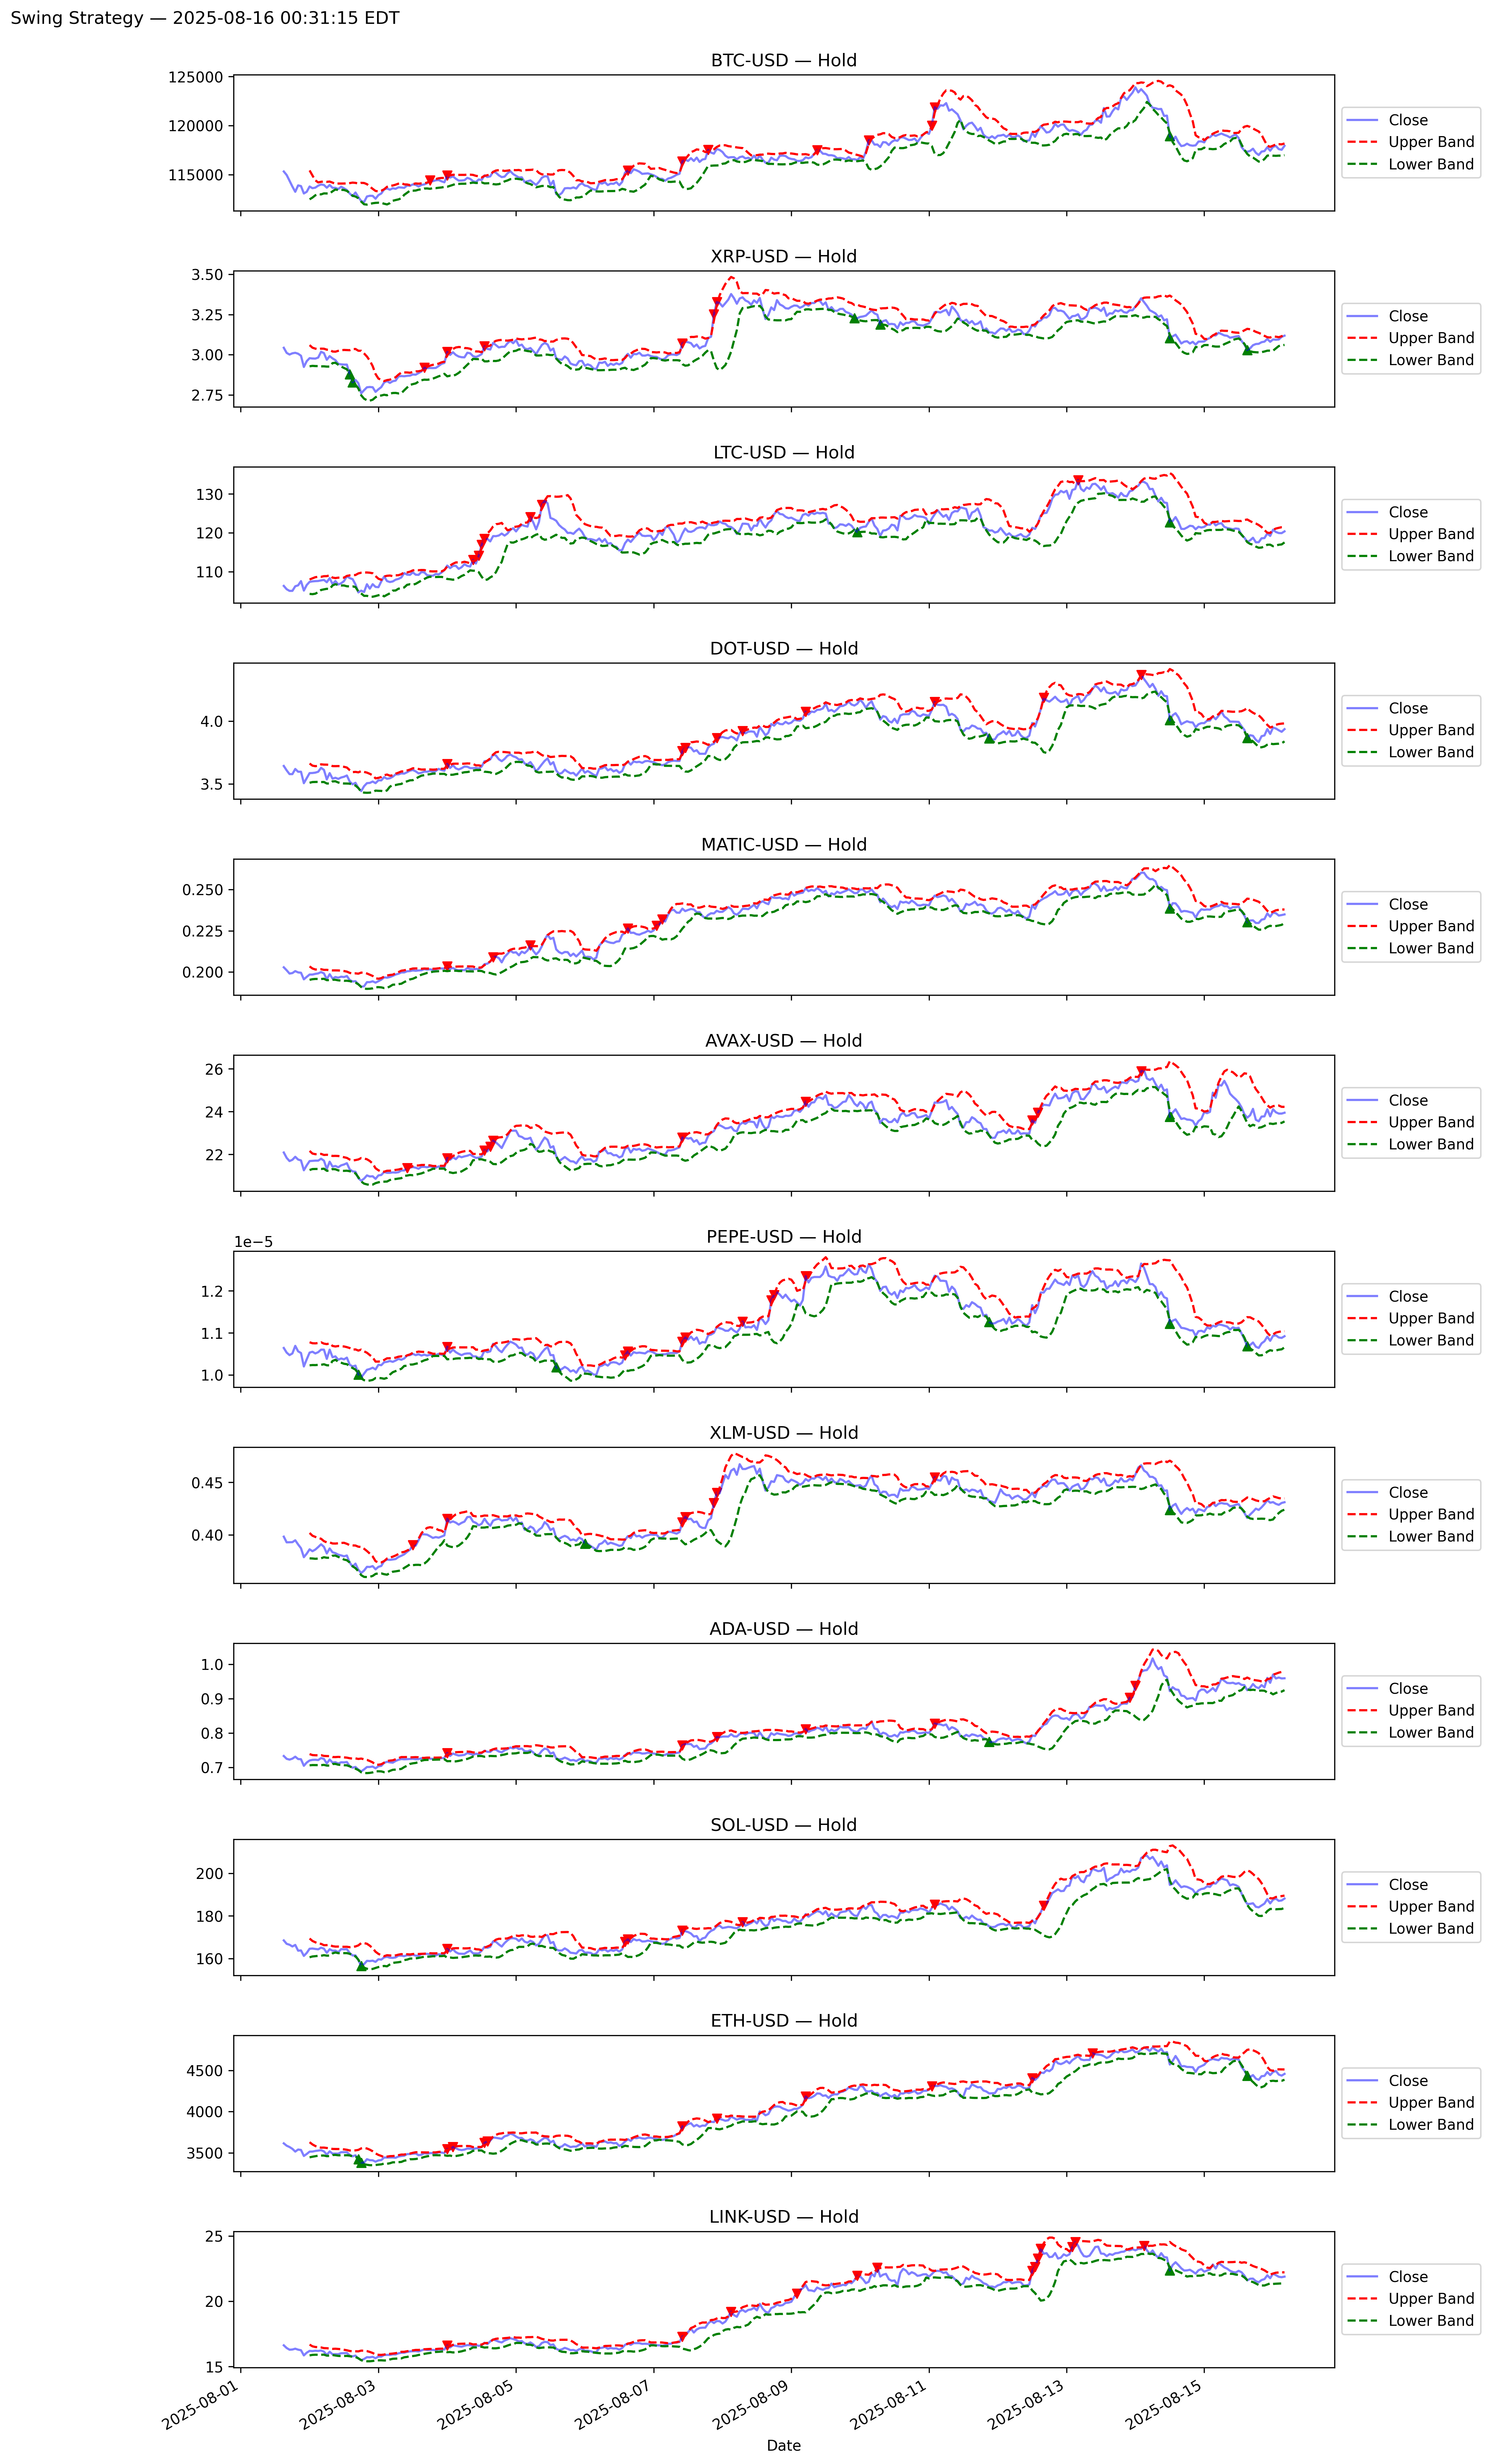 Swing Strategy — 2025-08-16 00:31:15 EDT
BTC-USD — Hold
125000
120000
115000
Close
Upper Band
Lower Band
XRP-USD — Hold
3.50
3.25
3.00
2.75
Close
Upper Band
Lower Band
LTC-USD — Hold
130
120
110
Close
Upper Band
Lower Band
DOT-USD — Hold
4.0
3.5
Close
Upper Band
Lower Band
MATIC-USD — Hold
0.250
0.225
0.200
Close
Upper Band
Lower Band
AVAX-USD — Hold
26
24
22
Close
Upper Band
Lower Band
PEPE-USD — Hold
1e−5
1.2
1.1
1.0
Close
Upper Band
Lower Band
XLM-USD — Hold
0.45
0.40
Close
Upper Band
Lower Band
ADA-USD — Hold
1.0
0.9
0.8
0.7
Close
Upper Band
Lower Band
SOL-USD — Hold
200
180
160
Close
Upper Band
Lower Band
ETH-USD — Hold
4500
4000
3500
Close
Upper Band
Lower Band
LINK-USD — Hold
25
20
15
Close
Upper Band
Lower Band
2025-08-01
2025-08-03
2025-08-05
2025-08-07
2025-08-09
2025-08-11
2025-08-13
2025-08-15
Date